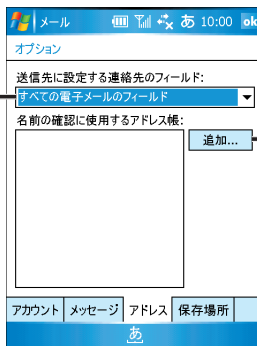 メール あ 10:00 ok
オプション
送信先に設定する連絡先のフィールド:
すべての電子メールのフィールド
名前の確認に使用するアドレス帳:
追加...
アカウント メッセージ アドレス 保存場所
あ